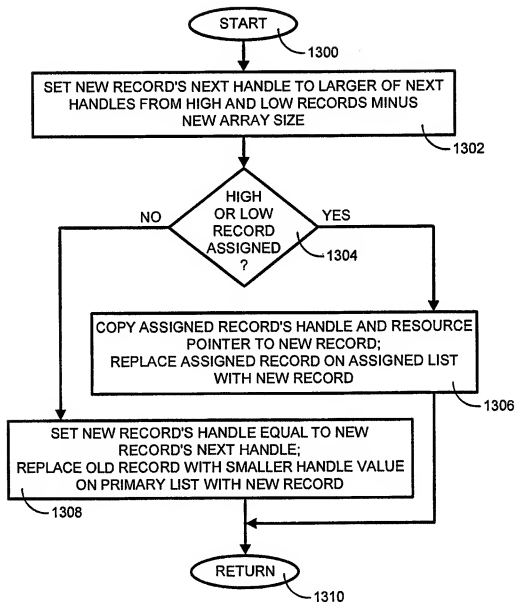 START
1300
SET NEW RECORD'S NEXT HANDLE TO LARGER OF NEXT
HANDLES FROM HIGH AND LOW RECORDS MINUS
NEW ARRAY SIZE
1302
HIGH
OR LOW
RECORD
ASSIGNED
?
NO
YES
1304
COPY ASSIGNED RECORD'S HANDLE AND RESOURCE
POINTER TO NEW RECORD;
REPLACE ASSIGNED RECORD ON ASSIGNED LIST
WITH NEW RECORD
1306
SET NEW RECORD'S HANDLE EQUAL TO NEW
RECORD'S NEXT HANDLE;
REPLACE OLD RECORD WITH SMALLER HANDLE VALUE
ON PRIMARY LIST WITH NEW RECORD
1308
RETURN
1310